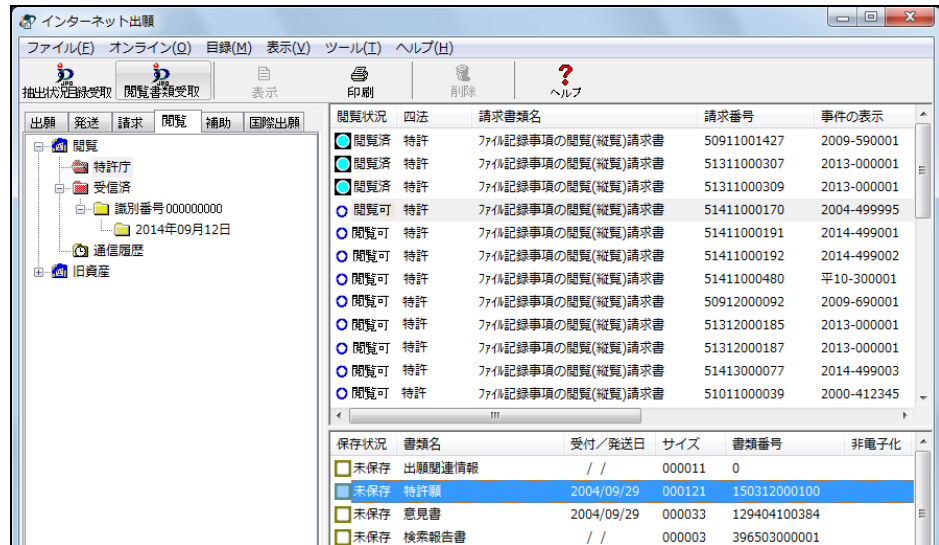 インターネット出願
ファイル(F) オンライン(O) 目録(M) 表示(V) ツール(T) ヘルプ(H)
抽出状況目録受取 閲覧書類受取 表示 印刷 削除 ヘルプ
出願 発送 請求 閲覧 補助 国際出願
閲覧
特許庁
受信済
識別番号000000000
2014年09月12日
通信履歴
旧資産
閲覧状況 四法 請求書類名 請求番号 事件の表示
閲覧済 特許 ファイル記録事項の閲覧(縦覧)請求書 50911001427 2009-590001
閲覧済 特許 ファイル記録事項の閲覧(縦覧)請求書 51311000307 2013-000001
閲覧済 特許 ファイル記録事項の閲覧(縦覧)請求書 51311000309 2013-000001
閲覧可 特許 ファイル記録事項の閲覧(縦覧)請求書 51411000170 2004-499995
閲覧可 特許 ファイル記録事項の閲覧(縦覧)請求書 51411000191 2014-499001
閲覧可 特許 ファイル記録事項の閲覧(縦覧)請求書 51411000192 2014-499002
閲覧可 特許 ファイル記録事項の閲覧(縦覧)請求書 51411000480 平10-300001
閲覧可 特許 ファイル記録事項の閲覧(縦覧)請求書 50912000092 2009-690001
閲覧可 特許 ファイル記録事項の閲覧(縦覧)請求書 51312000185 2013-000001
閲覧可 特許 ファイル記録事項の閲覧(縦覧)請求書 51312000187 2013-000001
閲覧可 特許 ファイル記録事項の閲覧(縦覧)請求書 51413000077 2014-499003
閲覧可 特許 ファイル記録事項の閲覧(縦覧)請求書 51011000039 2000-412345
保存状況 書類名 受付/発送日 サイズ 書類番号 非電子化
未保存 出願関連情報 / / 000011 0
未保存 特許願 2004/09/29 000121 150312000100
未保存 意見書 2004/09/29 000033 129404100384
未保存 検索報告書 / / 000003 396503000001